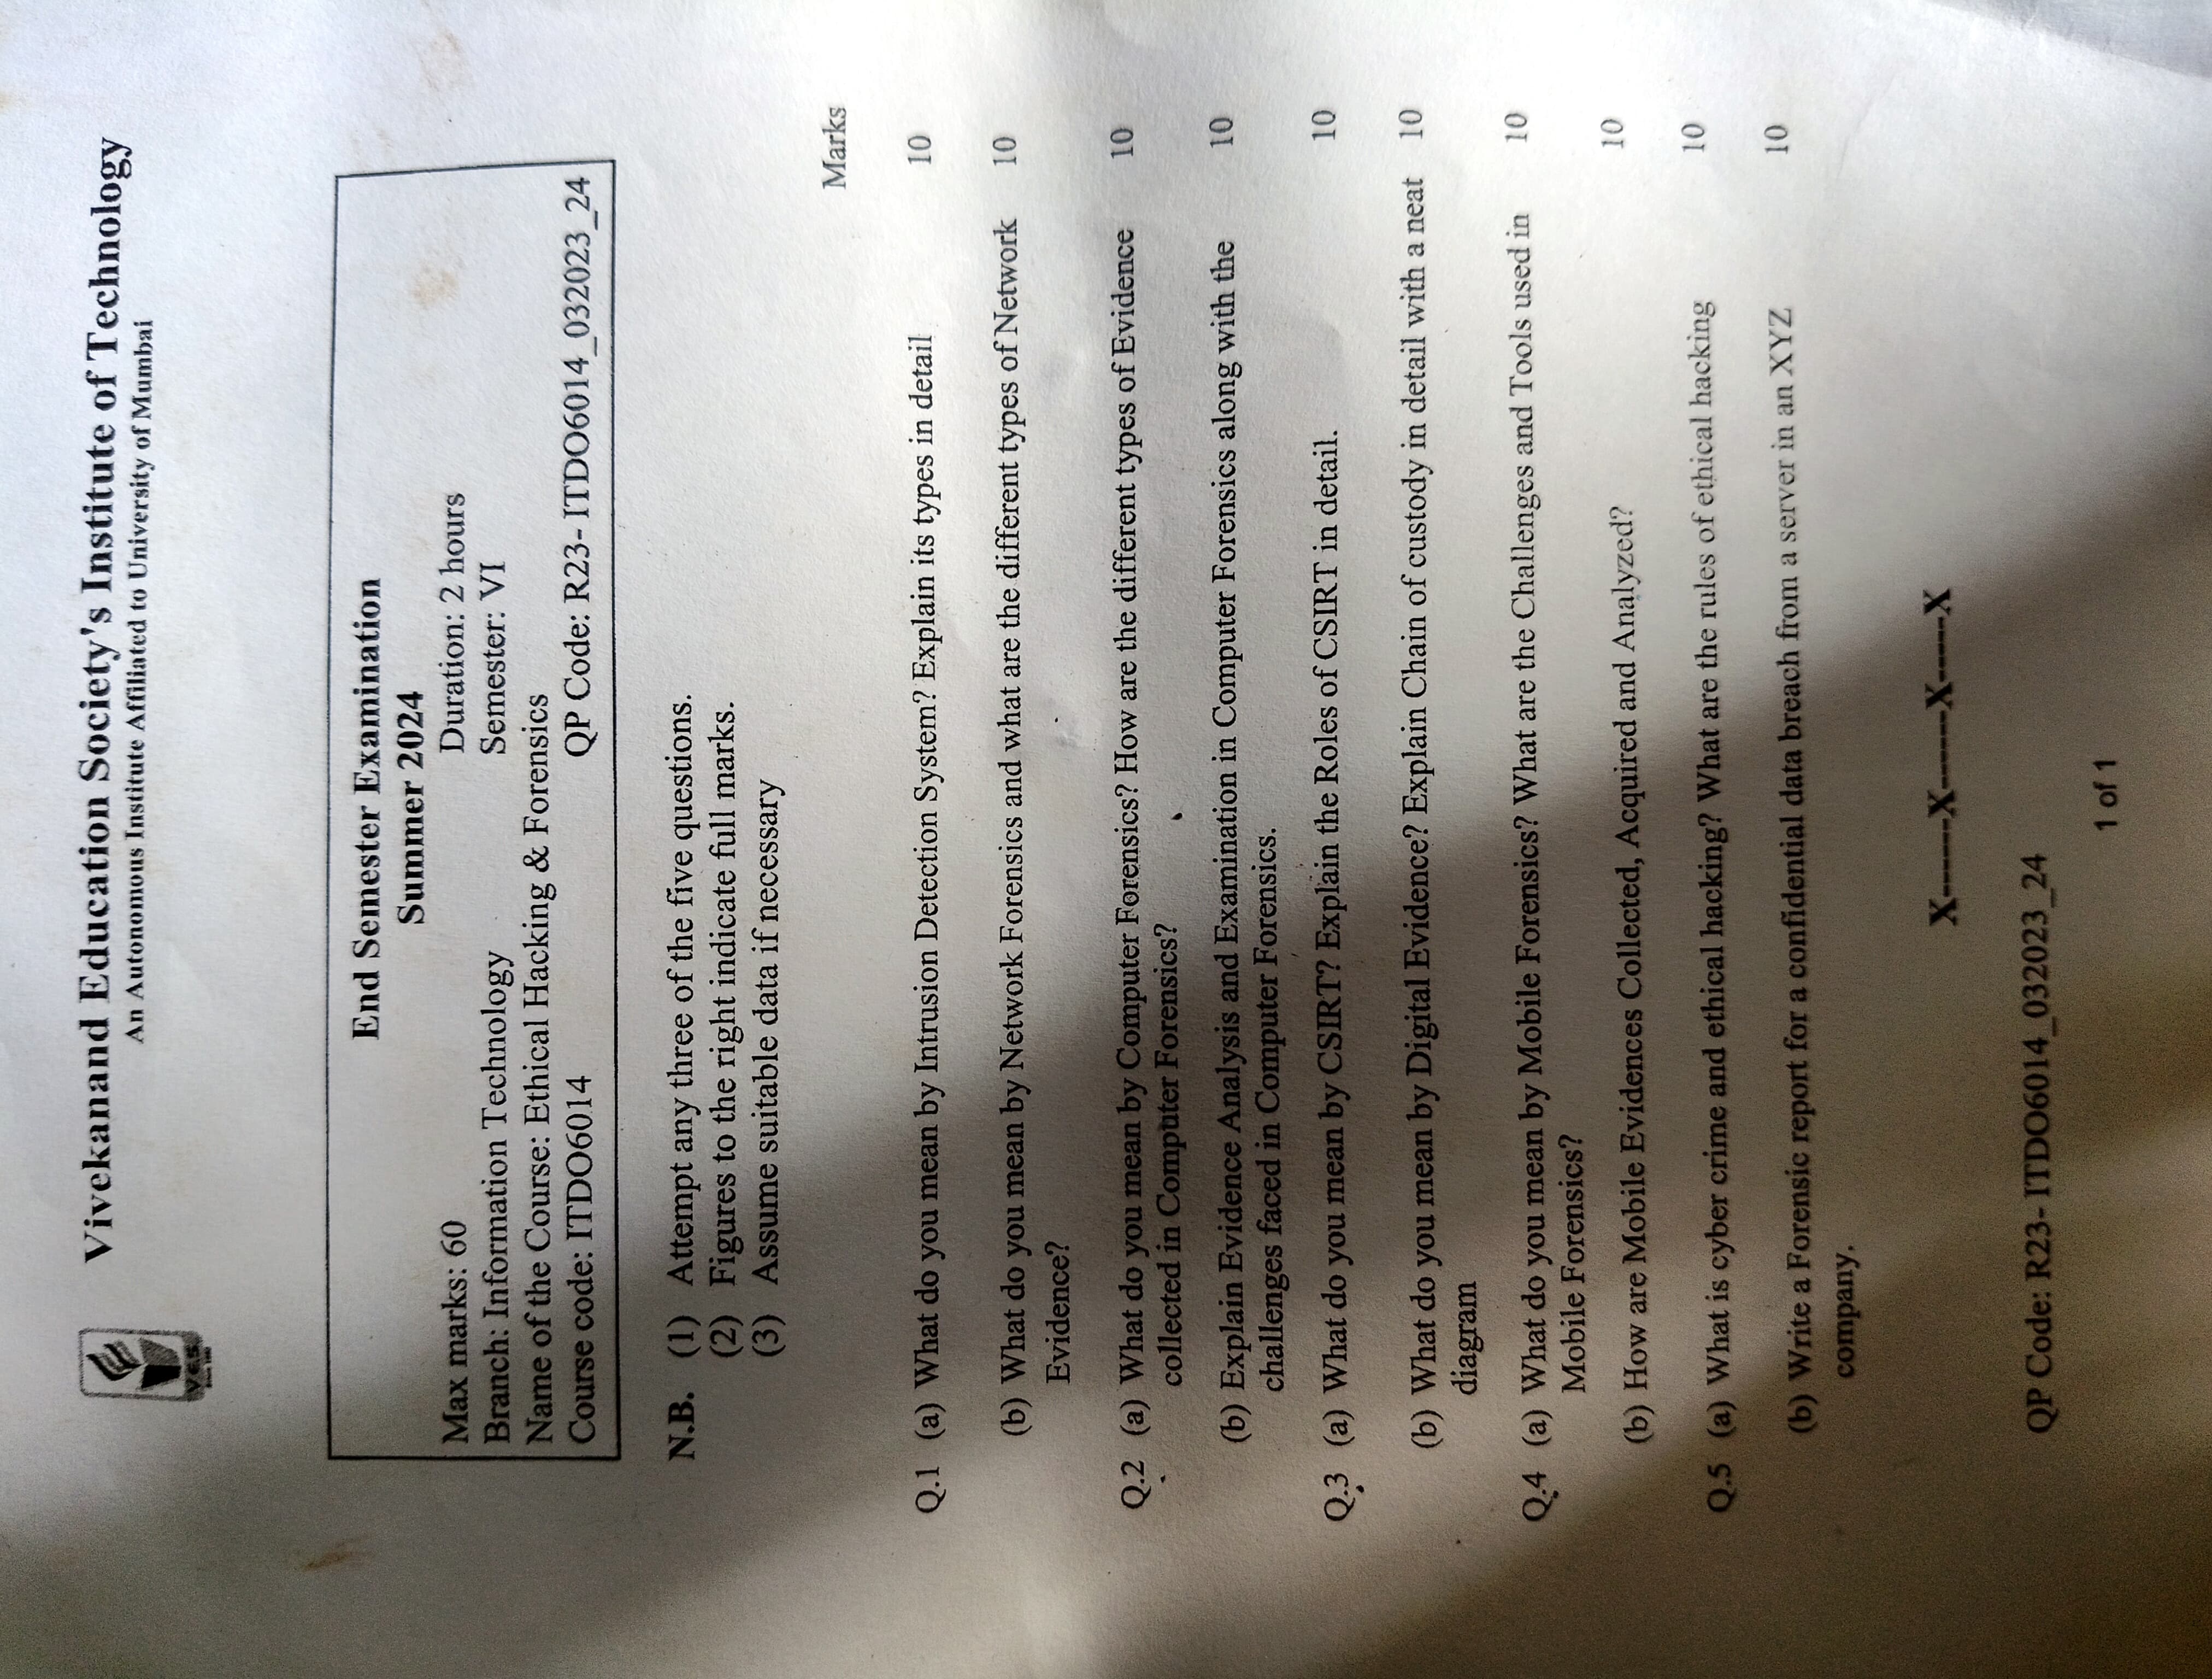 Vivekanand Education Society's Institute of Technology
An Autonomous Institute Affiliated to University of Mumbai
V.E.S.
End Semester Examination
Summer 2024
Max marks: 60 Duration: 2 hours
Branch: Information Technology Semester: VI
Name of the Course: Ethical Hacking & Forensics
Course code: ITDO6014 QP Code: R23- ITDO6014_032023_24
N.B. (1) Attempt any three of the five questions.
(2) Figures to the right indicate full marks.
(3) Assume suitable data if necessary
Marks
Q.1 (a) What do you mean by Intrusion Detection System? Explain its types in detail 10
(b) What do you mean by Network Forensics and what are the different types of Network 10
Evidence?
Q.2 (a) What do you mean by Computer Forensics? How are the different types of Evidence 10
collected in Computer Forensics?
(b) Explain Evidence Analysis and Examination in Computer Forensics along with the 10
challenges faced in Computer Forensics.
Q.3 (a) What do you mean by CSIRT? Explain the Roles of CSIRT in detail. 10
(b) What do you mean by Digital Evidence? Explain Chain of custody in detail with a neat 10
diagram
Q.4 (a) What do you mean by Mobile Forensics? What are the Challenges and Tools used in 10
Mobile Forensics?
(b) How are Mobile Evidences Collected, Acquired and Analyzed? 10
Q.5 (a) What is cyber crime and ethical hacking? What are the rules of ethical hacking 10
(b) Write a Forensic report for a confidential data breach from a server in an XYZ 10
company.
X------X-------X-----X
QP Code: R23- ITDO6014_032023_24
1 of 1